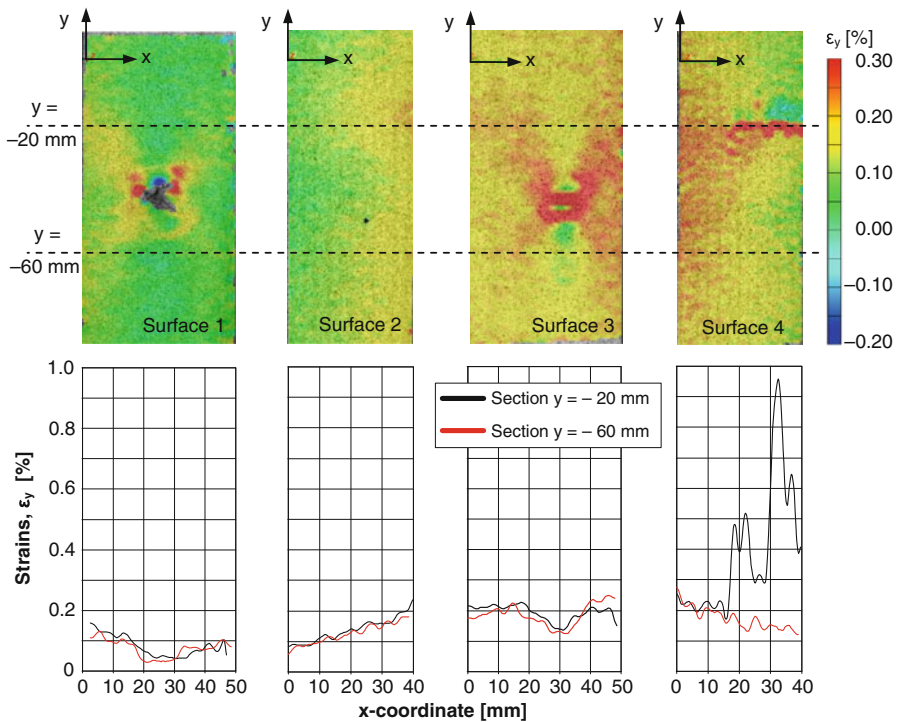 y y y y
x x x x
εy [%]
0.30
0.20
0.10
0.00
–0.10
–0.20
y =
–20 mm
y =
–60 mm
Surface 1 Surface 2 Surface 3 Surface 4
1.0
0.8
0.6
0.4
0.2
0
Strains, εy [%]
Section y = – 20 mm
Section y = – 60 mm
0 10 20 30 40 50 0 10 20 30 40 0 10 20 30 40 50 0 10 20 30 40
x-coordinate [mm]